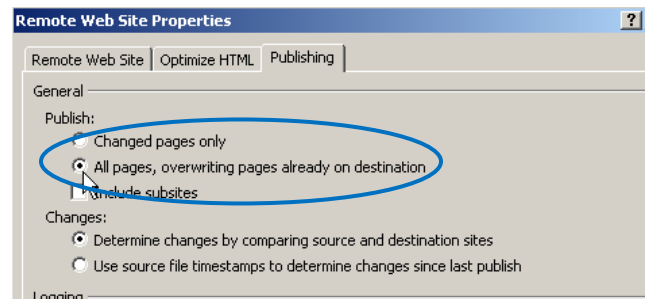 Remote Web Site Properties ?
Remote Web Site Optimize HTML Publishing
General
Publish:
Changed pages only
All pages, overwriting pages already on destination
Include subsites
Changes:
Determine changes by comparing source and destination sites
Use source file timestamps to determine changes since last publish
Logging